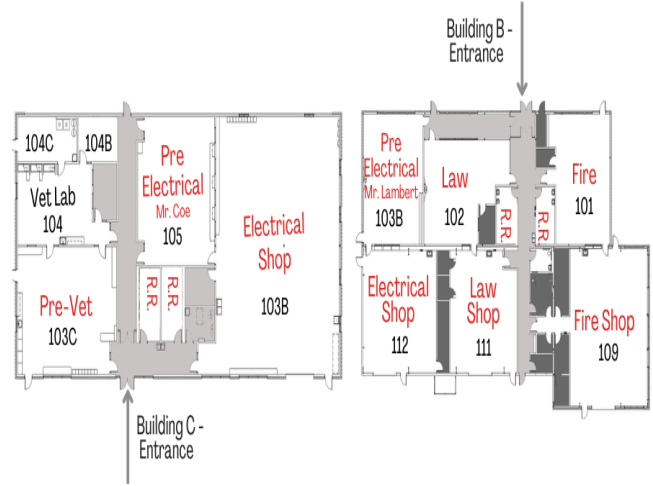 Building B -
Entrance
104C
104B
Vet Lab
104
Pre
Electrical
Mr. Coe
105
Electrical
Shop
103B
Pre-Vet
103C
R.R.
R.R.
Building C -
Entrance
Pre
Electrical
Mr. Lambert
103B
Law
102
R.R.
R.R.
Fire
101
Electrical
Shop
112
Law
Shop
111
Fire Shop
109